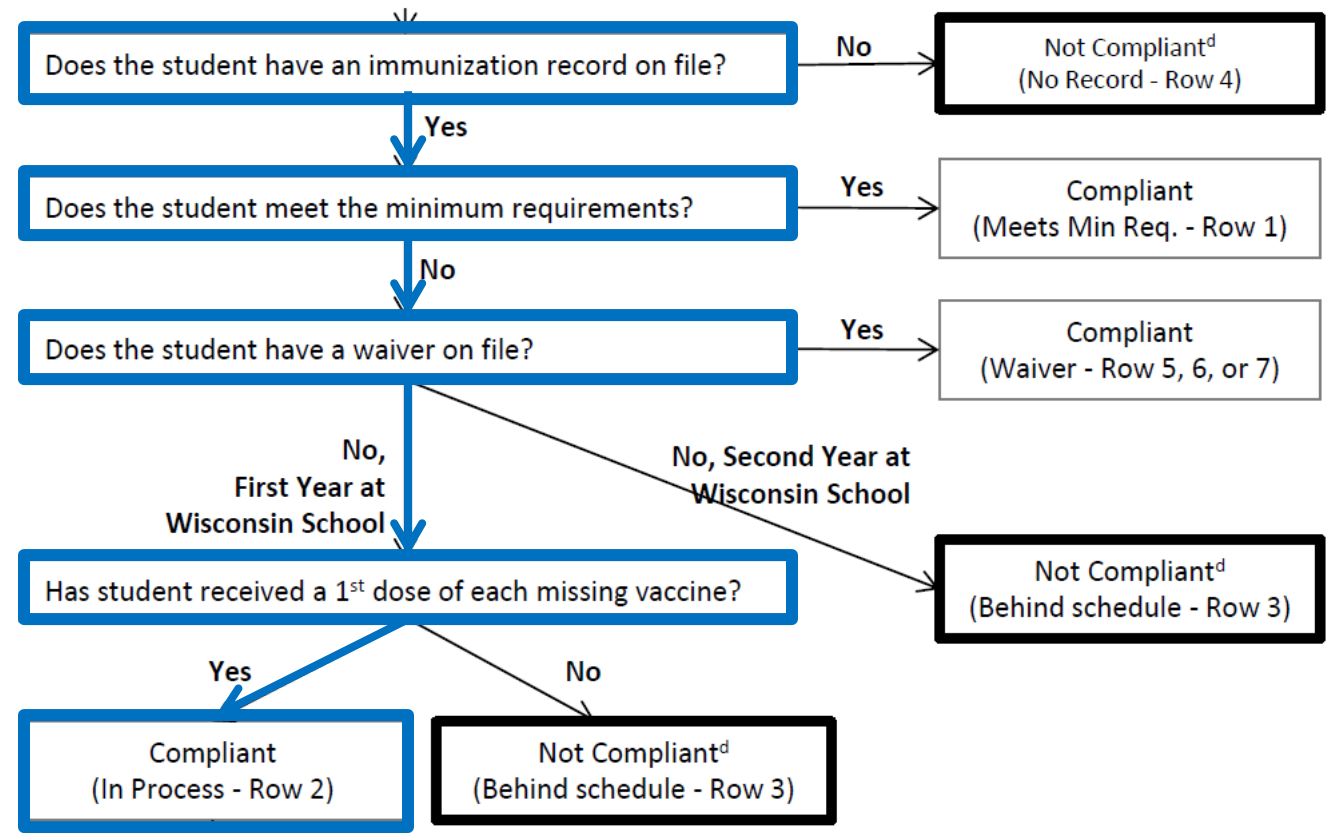 Does the student have an immunization record on file?
No
Not Compliantd
(No Record - Row 4)
Yes
Does the student meet the minimum requirements?
Yes
Compliant
(Meets Min Req. - Row 1)
No
Does the student have a waiver on file?
Yes
Compliant
(Waiver - Row 5, 6, or 7)
No,
First Year at
Wisconsin School
No, Second Year at
Wisconsin School
Has student received a 1st dose of each missing vaccine?
Not Compliantd
(Behind schedule - Row 3)
Yes
No
Compliant
(In Process - Row 2)
Not Compliantd
(Behind schedule - Row 3)